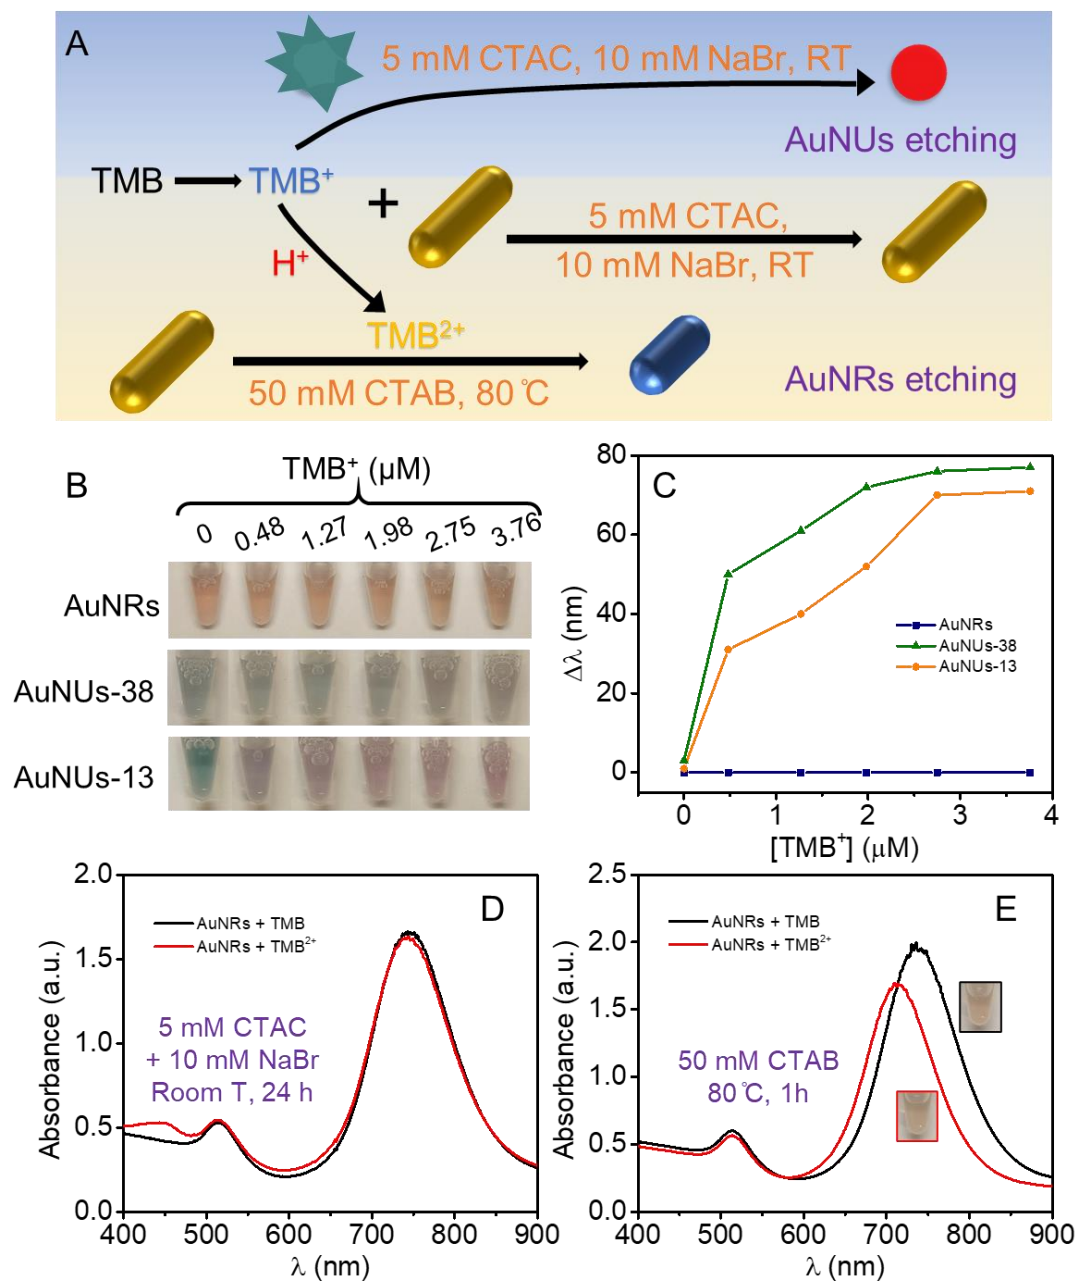 A
5 mM CTAC, 10 mM NaBr, RT
AuNUs etching
TMB
TMB⁺
+
5 mM CTAC,
10 mM NaBr, RT
H⁺
TMB²⁺
50 mM CTAB, 80 ℃
AuNRs etching
B
TMB⁺ (μM)
0 0.48 1.27 1.98 2.75 3.76
AuNRs
AuNUs-38
AuNUs-13
C
80
60
40
20
0
Δλ (nm)
AuNRs
AuNUs-38
AuNUs-13
0 1 2 3 4
[TMB⁺] (μM)
D
2.0
1.5
1.0
0.5
0.0
Absorbance (a.u.)
AuNRs + TMB
AuNRs + TMB²⁺
5 mM CTAC
+ 10 mM NaBr
Room T, 24 h
400 500 600 700 800 900
λ (nm)
E
2.5
2.0
1.5
1.0
0.5
0.0
Absorbance (a.u.)
AuNRs + TMB
AuNRs + TMB²⁺
50 mM CTAB
80℃, 1h
400 500 600 700 800 900
λ (nm)